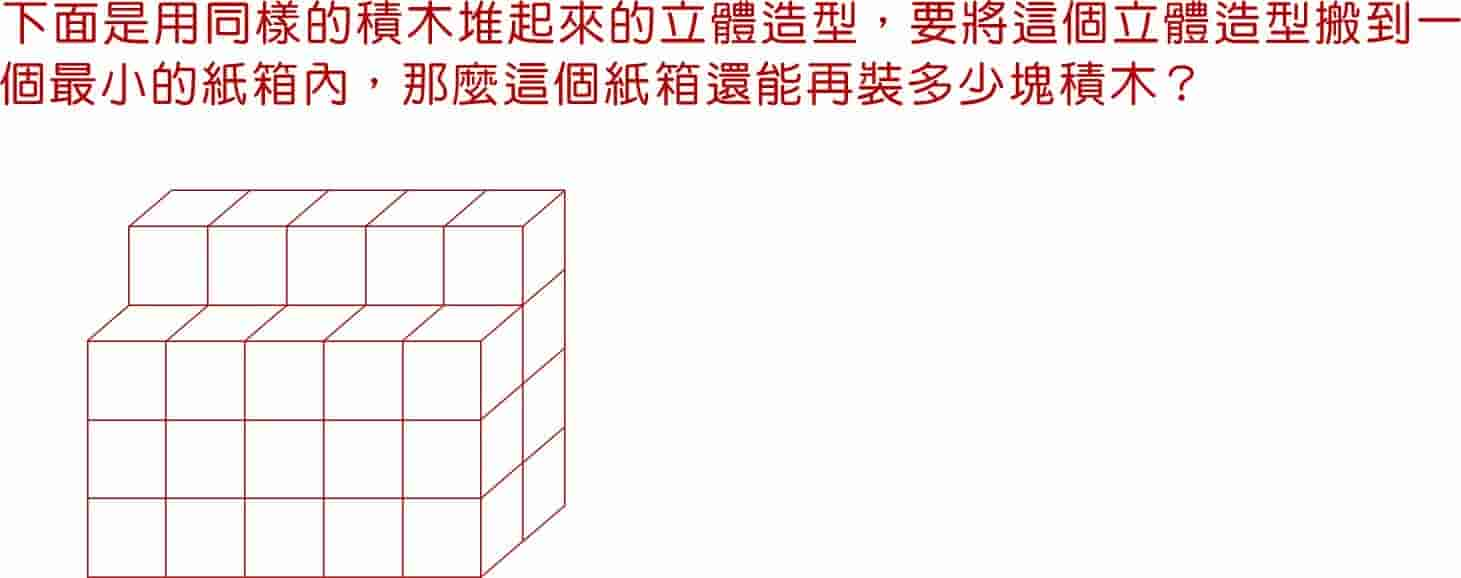 下面是用同樣的積木堆起來的立體造型，要將這個立體造型搬到一
個最小的紙箱內，那麼這個紙箱還能再裝多少塊積木？